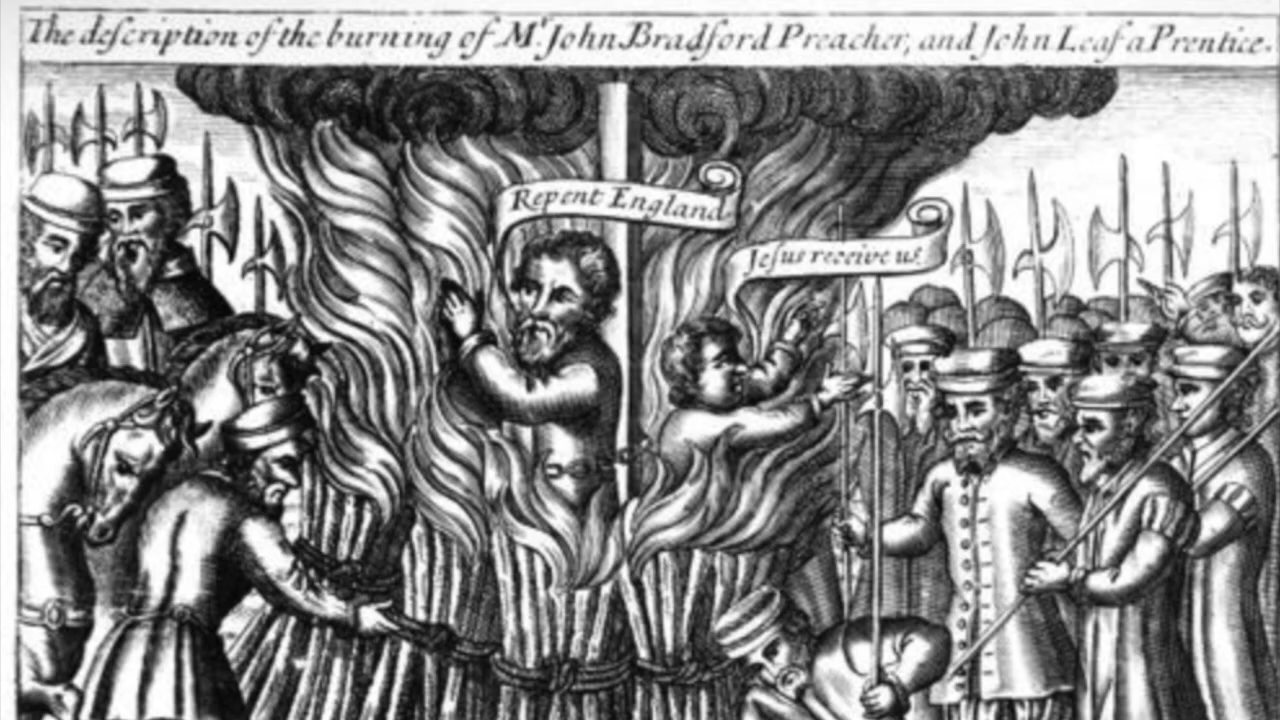 The description of the burning of Mr. John Bradford Preacher, and John Leaf a Prentice.
Repent England
Jesus receive us